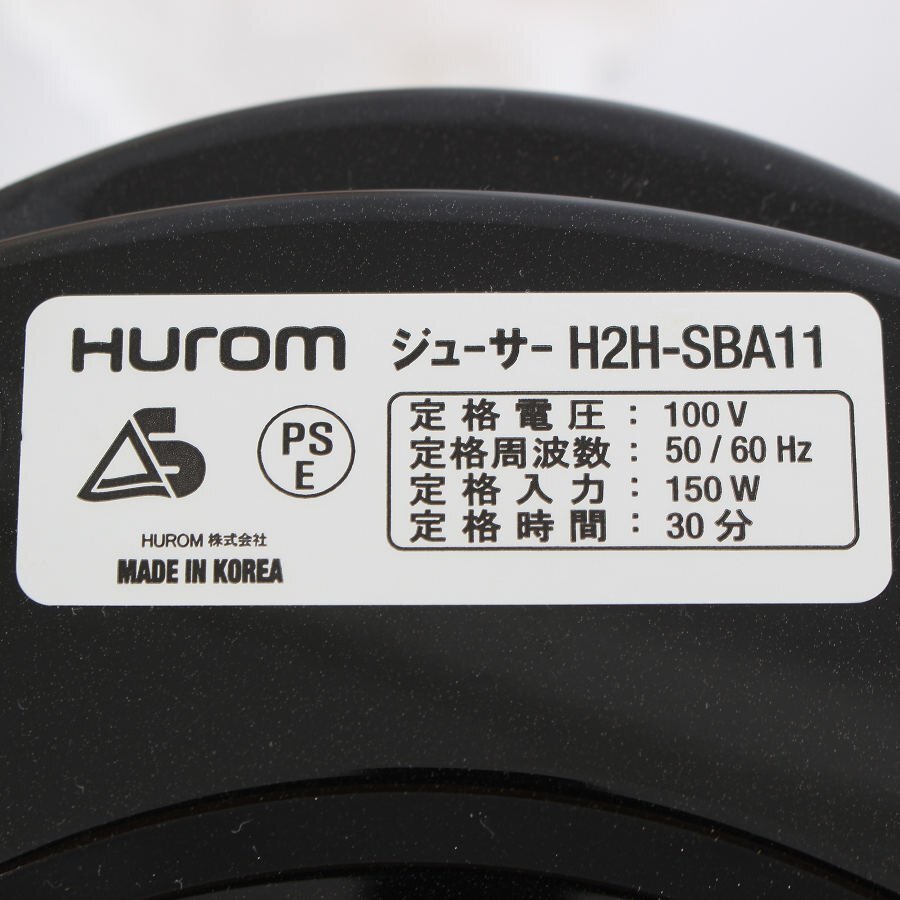 Hurom ジューサー H2H-SBA11
S
PS
E
定格電圧 : 100 V
定格周波数 : 50 / 60 Hz
定格入力 : 150 W
定格時間 : 30 分
HUROM 株式会社
MADE IN KOREA